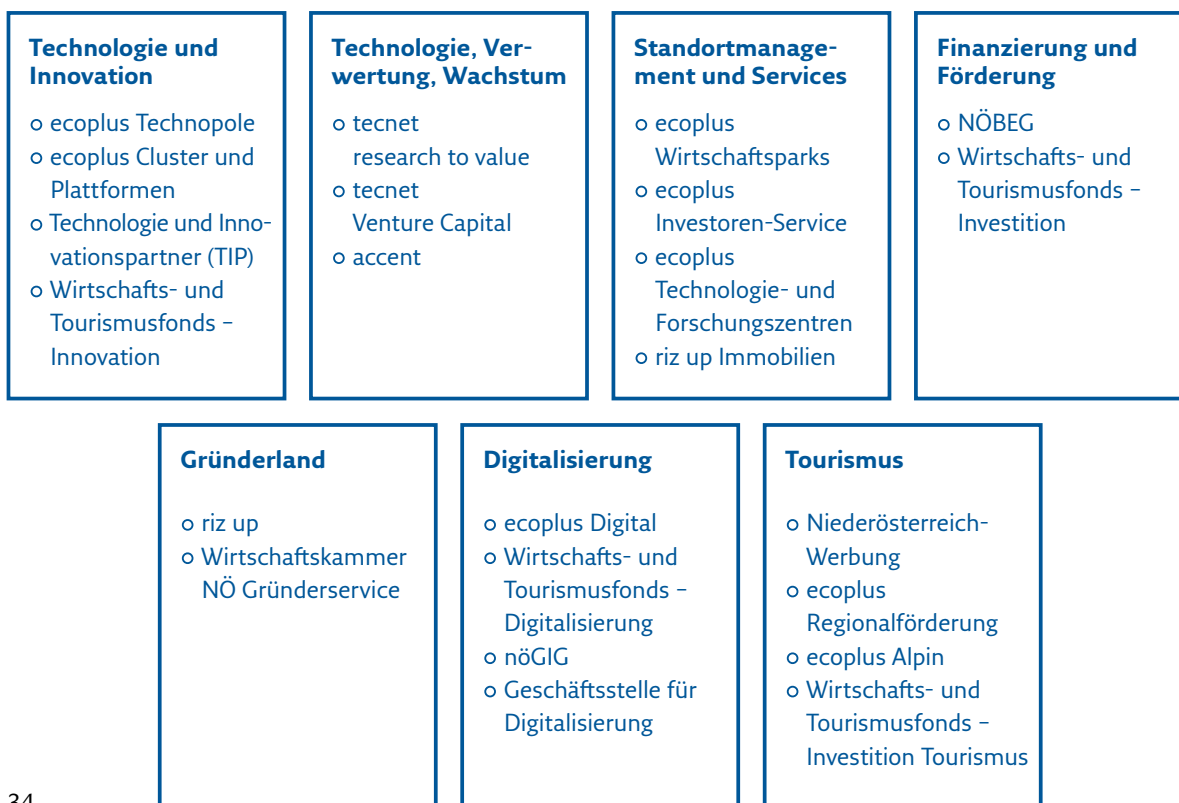 Technologie und
Innovation
ecoplus Technopole
ecoplus Cluster und
Plattformen
Technologie und Inno-
vationspartner (TIP)
Wirtschafts- und
Tourismusfonds –
Innovation
Technologie, Ver-
wertung, Wachstum
tecnet
research to value
tecnet
Venture Capital
accent
Standortmanage-
ment und Services
ecoplus
Wirtschaftsparks
ecoplus
Investoren-Service
ecoplus
Technologie- und
Forschungszentren
riz up Immobilien
Finanzierung und
Förderung
NÖBEG
Wirtschafts- und
Tourismusfonds –
Investition
Gründerland
riz up
Wirtschaftskammer
NÖ Gründerservice
Digitalisierung
ecoplus Digital
Wirtschafts- und
Tourismusfonds –
Digitalisierung
nöGIG
Geschäftsstelle für
Digitalisierung
Tourismus
Niederösterreich-
Werbung
ecoplus
Regionalförderung
ecoplus Alpin
Wirtschafts- und
Tourismusfonds –
Investition Tourismus
34